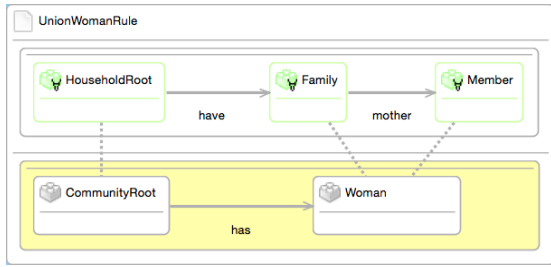 UnionWomanRule
HouseholdRoot
Family
Member
have
mother
CommunityRoot
Woman
has